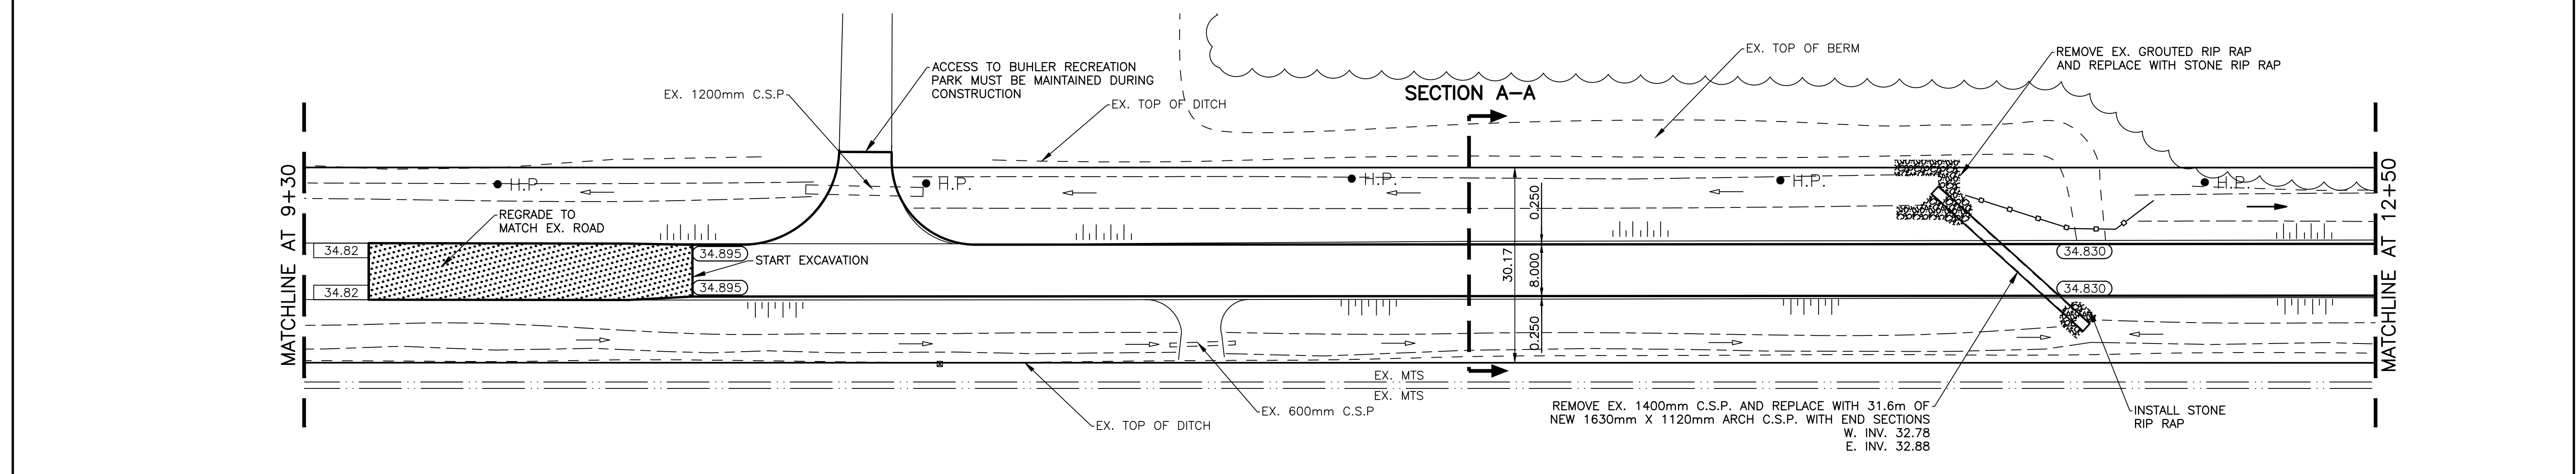 EX. TOP OF BERM
REMOVE EX. GROUTED RIP RAP
AND REPLACE WITH STONE RIP RAP
ACCESS TO BUHLER RECREATION
PARK MUST BE MAINTAINED DURING
CONSTRUCTION
EX. 1200mm C.S.P
EX. TOP OF DITCH
SECTION A-A
MATCHLINE AT 9+30
H.P.
H.P.
H.P.
H.P.
H.P.
MATCHLINE AT 12+50
REGRADE TO
MATCH EX. ROAD
0.250
34.82
34.895
START EXCAVATION
30.17
8.000
34.830
34.82
34.895
34.830
0.250
EX. MTS
EX. MTS
EX. 600mm C.S.P
EX. TOP OF DITCH
REMOVE EX. 1400mm C.S.P. AND REPLACE WITH 31.6m OF
NEW 1630mm X 1120mm ARCH C.S.P. WITH END SECTIONS
W. INV. 32.78
E. INV. 32.88
INSTALL STONE
RIP RAP